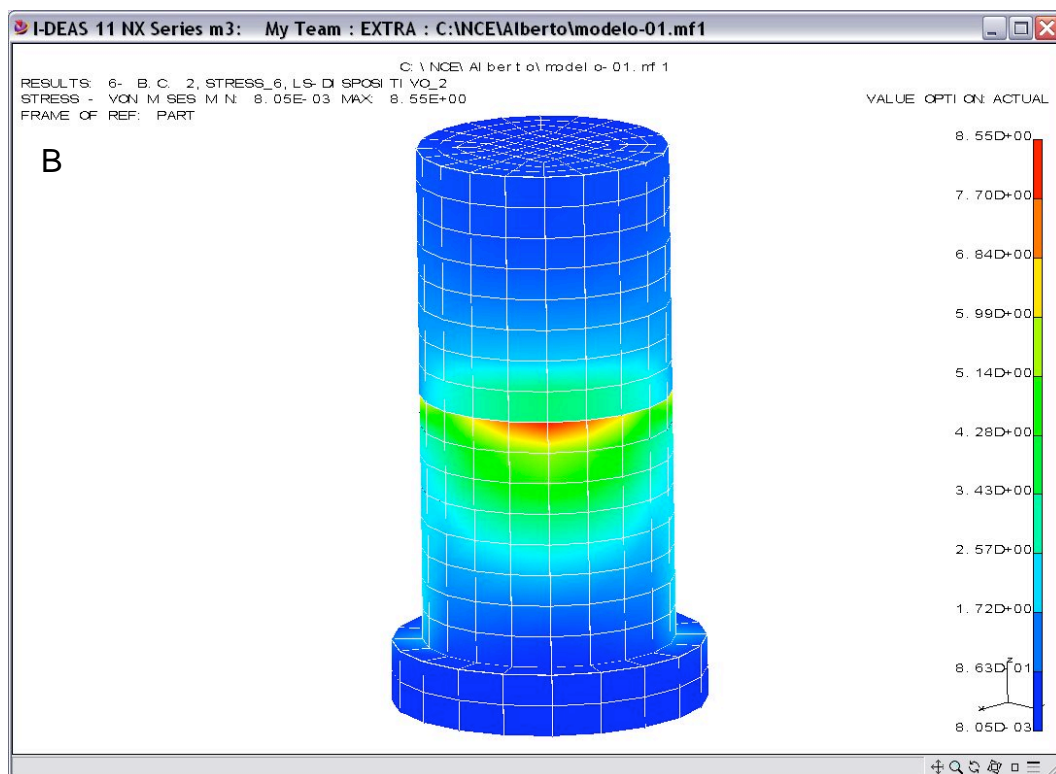 I-DEAS 11 NX Series m3: My Team : EXTRA : C:\NCE\Alberto\modelo-01.mf1
C: \ NCE\ Al ber t o\ model o- 01. mf 1
RESULTS: 6- B. C. 2, STRESS_6, LS- DI SPOSI TI VO_2
STRESS - VON M SES M N: 8. 05E- 03 MAX: 8. 55E+00
FRAME OF REF: PART
VALUE OPTI ON: ACTUAL
B
8. 55D+00
7. 70D+00
6. 84D+00
5. 99D+00
5. 14D+00
4. 28D+00
3. 43D+00
2. 57D+00
1. 72D+00
8. 63D- 01
8. 05D- 03
z